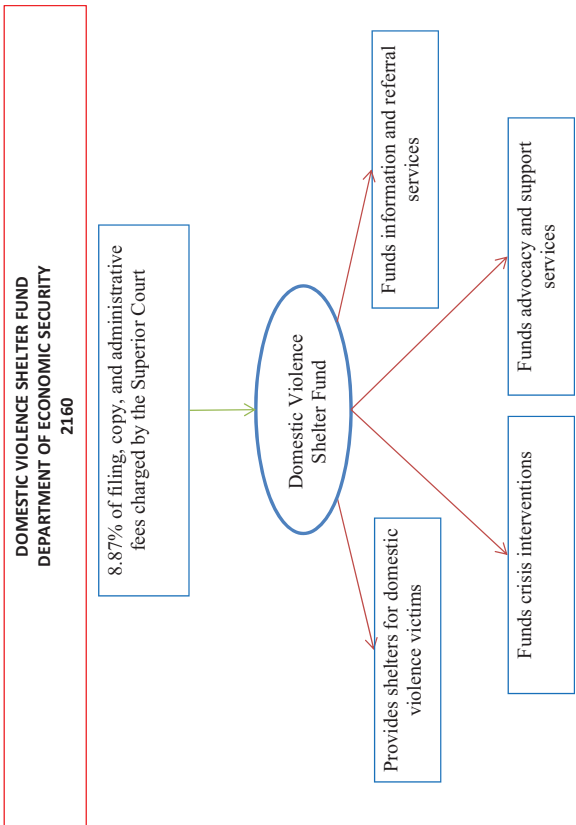 DOMESTIC VIOLENCE SHELTER FUND
DEPARTMENT OF ECONOMIC SECURITY
2160
8.87% of filing, copy, and administrative
fees charged by the Superior Court
Domestic Violence
Shelter Fund
Provides shelters for domestic
violence victims
Funds information and referral
services
Funds crisis interventions
Funds advocacy and support
services